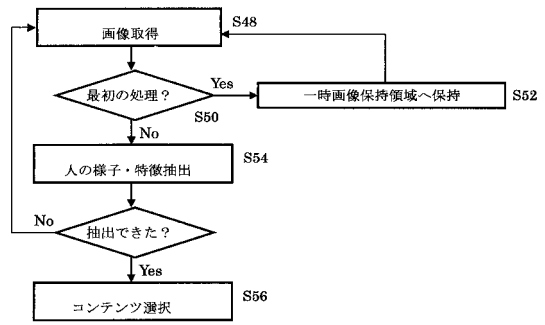 画像取得
S48
最初の処理?
Yes
一時画像保持領域へ保持
S52
S50
No
人の様子・特徴抽出
S54
No
抽出できた?
Yes
コンテンツ選択
S56